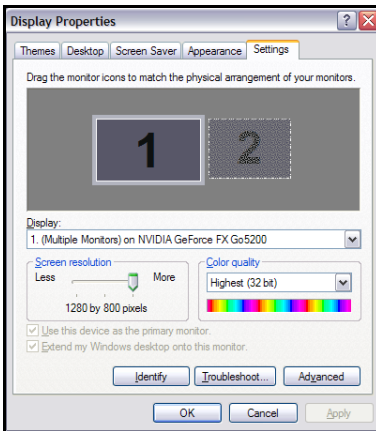 Display Properties
Themes Desktop Screen Saver Appearance Settings
Drag the monitor icons to match the physical arrangement of your monitors.
1 2
Display:
1. (Multiple Monitors) on NVIDIA GeForce FX Go5200
Screen resolution
Less More
1280 by 800 pixels
Color quality
Highest (32 bit)
Use this device as the primary monitor.
Extend my Windows desktop onto this monitor.
Identify Troubleshoot... Advanced
OK Cancel Apply